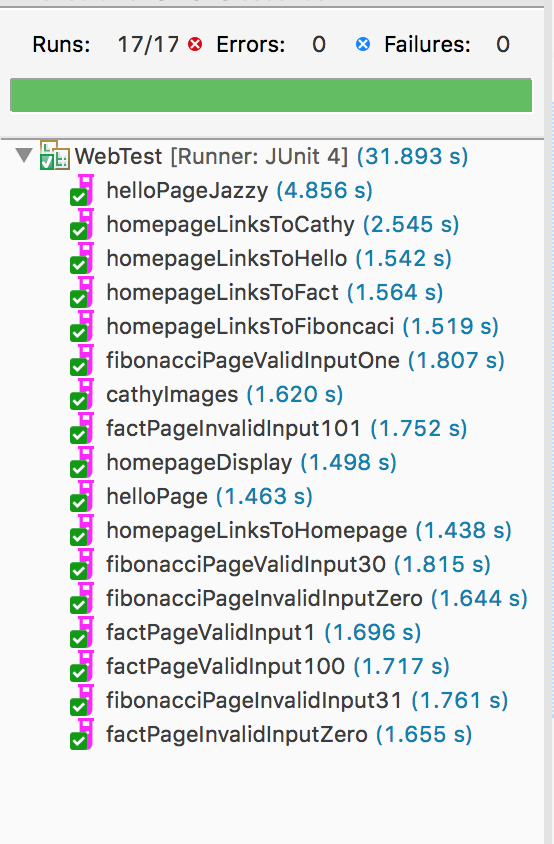 Runs: 17/17 Errors: 0 Failures: 0
WebTest [Runner: JUnit 4] (31.893 s)
helloPageJazzy (4.856 s)
homepageLinksToCathy (2.545 s)
homepageLinksToHello (1.542 s)
homepageLinksToFact (1.564 s)
homepageLinksToFiboncaci (1.519 s)
fibonacciPageValidInputOne (1.807 s)
cathyImages (1.620 s)
factPageInvalidInput101 (1.752 s)
homepageDisplay (1.498 s)
helloPage (1.463 s)
homepageLinksToHomepage (1.438 s)
fibonacciPageValidInput30 (1.815 s)
fibonacciPageInvalidInputZero (1.644 s)
factPageValidInput1 (1.696 s)
factPageValidInput100 (1.717 s)
fibonacciPageInvalidInput31 (1.761 s)
factPageInvalidInputZero (1.655 s)